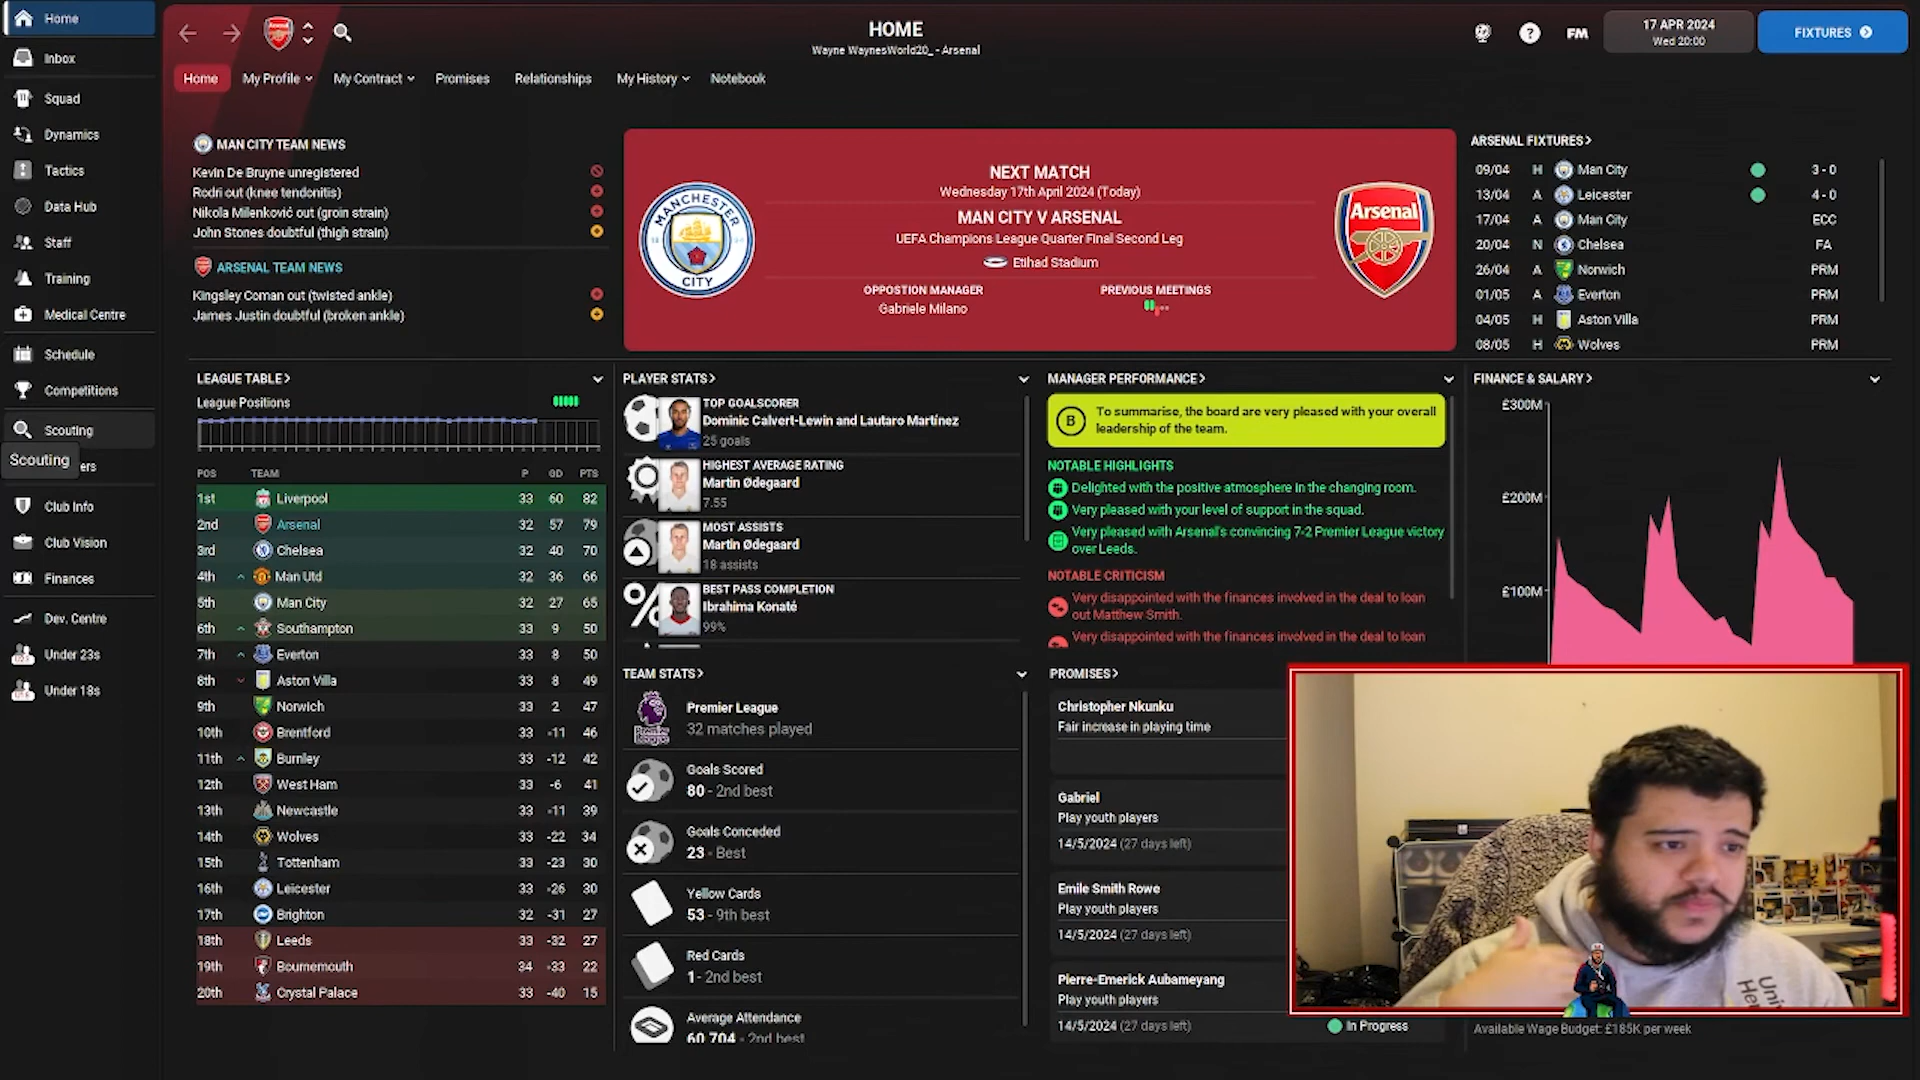 Home
Inbox
Squad
Dynamics
Tactics
Data Hub
Staff
Training
Medical Centre
Schedule
Competitions
Scouting
Scouting
ers
Club Info
Club Vision
Finances
Dev. Centre
Under 23s
Under 18s
HOME
Wayne WaynesWorld20_ - Arsenal
FM
17 APR 2024
Wed 20:00
FIXTURES
Home My Profile My Contract Promises Relationships My History Notebook
MAN CITY TEAM NEWS
Kevin De Bruyne unregistered
Rodri out (knee tendonitis)
Nikola Milenković out (groin strain)
John Stones doubtful (thigh strain)
ARSENAL TEAM NEWS
Kingsley Coman out (twisted ankle)
James Justin doubtful (broken ankle)
MANCHESTER
CITY
NEXT MATCH
Wednesday 17th April 2024 (Today)
MAN CITY V ARSENAL
UEFA Champions League Quarter Final Second Leg
Etihad Stadium
OPPOSTION MANAGER
Gabriele Milano
PREVIOUS MEETINGS
Arsenal
ARSENAL FIXTURES>
09/04 H Man City 3 - 0
13/04 A Leicester 4 - 0
17/04 A Man City ECC
20/04 N Chelsea FA
26/04 A Norwich PRM
01/05 A Everton PRM
04/05 H Aston Villa PRM
08/05 H Wolves PRM
LEAGUE TABLE>
League Positions
POS TEAM P GD PTS
1st Liverpool 33 60 82
2nd Arsenal 32 57 79
3rd Chelsea 32 40 70
4th Man Utd 32 36 66
5th Man City 32 27 65
6th Southampton 33 9 50
7th Everton 33 8 50
8th Aston Villa 33 8 49
9th Norwich 33 2 47
10th Brentford 33 -11 46
11th Burnley 33 -12 42
12th West Ham 33 -6 41
13th Newcastle 33 -11 39
14th Wolves 33 -22 34
15th Tottenham 33 -23 30
16th Leicester 33 -26 30
17th Brighton 32 -31 27
18th Leeds 33 -32 27
19th Bournemouth 34 -33 22
20th Crystal Palace 33 -40 15
PLAYER STATS>
TOP GOALSCORER
Dominic Calvert-Lewin and Lautaro Martínez
25 goals
HIGHEST AVERAGE RATING
Martin Ødegaard
7.55
MOST ASSISTS
Martin Ødegaard
18 assists
BEST PASS COMPLETION
Ibrahima Konaté
99%
TEAM STATS>
Premier League
32 matches played
Goals Scored
80 - 2nd best
Goals Conceded
23 - Best
Yellow Cards
53 - 9th best
Red Cards
1 - 2nd best
Average Attendance
60,704 - 2nd best
MANAGER PERFORMANCE>
B
To summarise, the board are very pleased with your overall
leadership of the team.
NOTABLE HIGHLIGHTS
Delighted with the positive atmosphere in the changing room.
Very pleased with your level of support in the squad.
Very pleased with Arsenal's convincing 7-2 Premier League victory
over Leeds.
NOTABLE CRITICISM
Very disappointed with the finances involved in the deal to loan
out Matthew Smith.
Very disappointed with the finances involved in the deal to loan
PROMISES>
Christopher Nkunku
Fair increase in playing time
Gabriel
Play youth players
14/5/2024 (27 days left)
Emile Smith Rowe
Play youth players
14/5/2024 (27 days left)
Pierre-Emerick Aubameyang
Play youth players
14/5/2024 (27 days left)
In Progress
FINANCE & SALARY>
£300M
£200M
£100M
Available Wage Budget: £185K per week